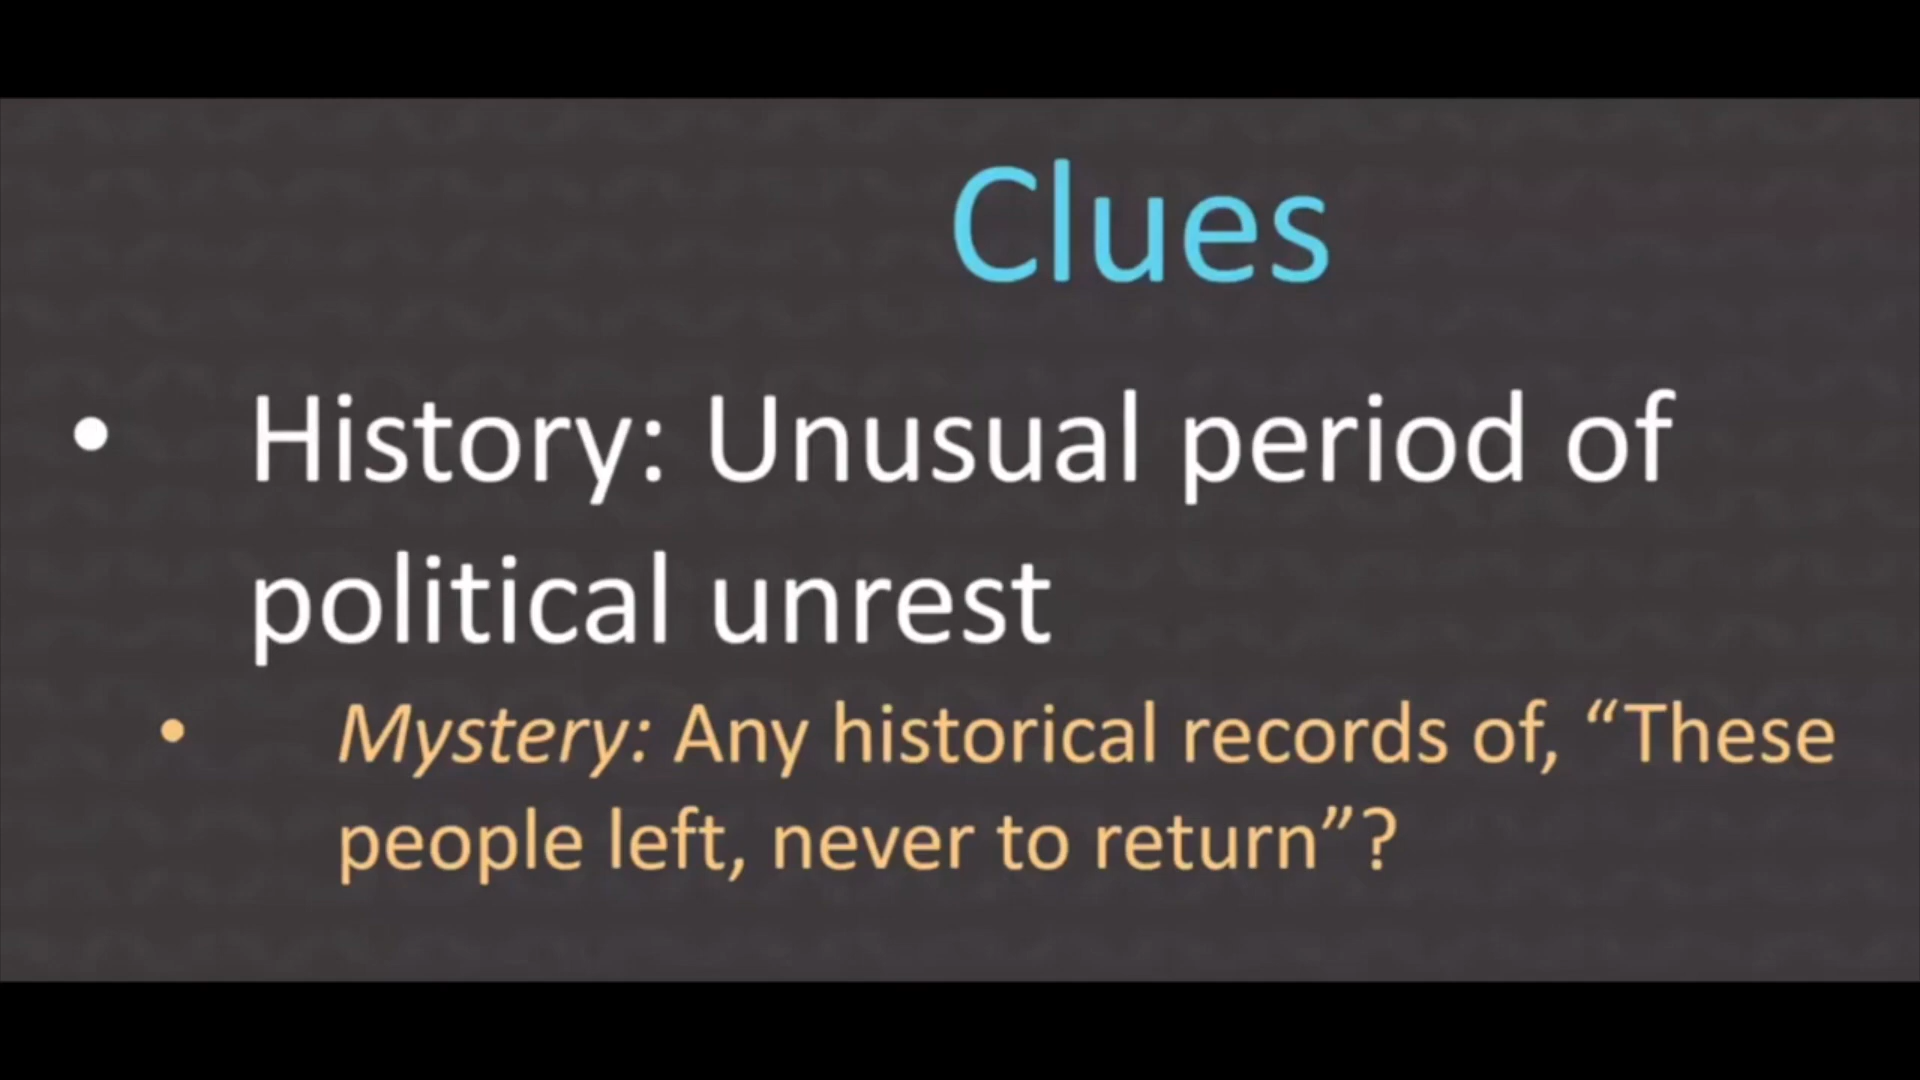 Clues
• History: Unusual period of
political unrest
• Mystery: Any historical records of, “These
people left, never to return”?